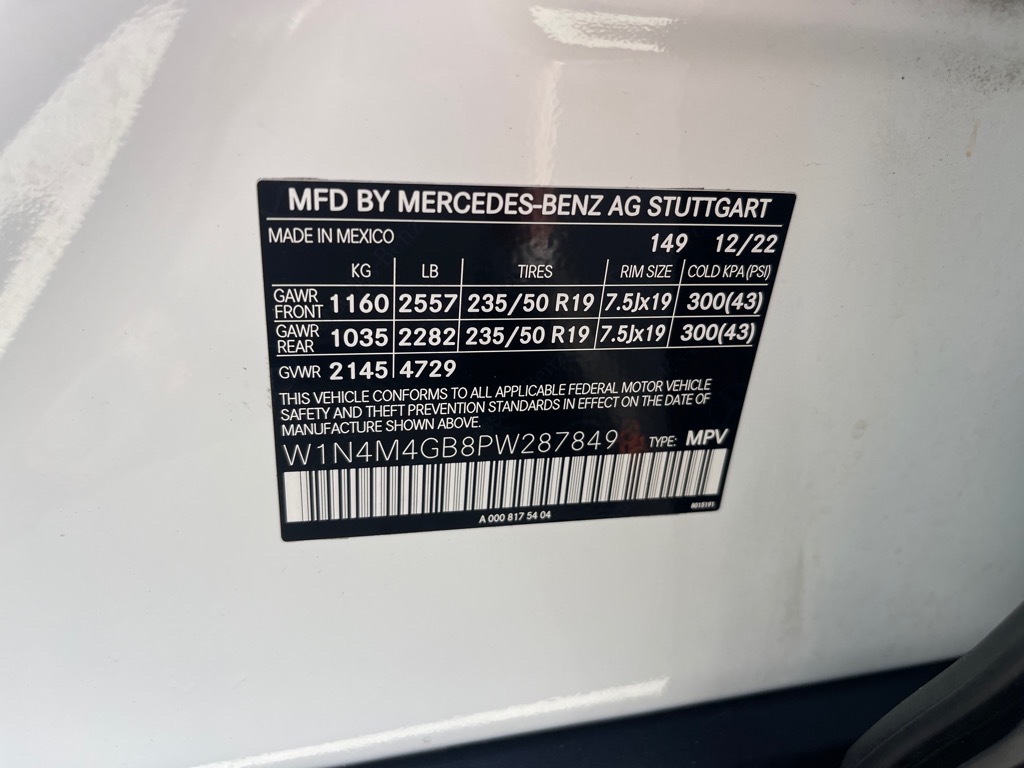 MFD BY MERCEDES-BENZ AG STUTTGART
MADE IN MEXICO 149 12/22
KG LB TIRES RIM SIZE COLD KPA (PSI)
GAWR FRONT 1160 2557 235/50 R19 7.5Jx19 300(43)
GAWR REAR 1035 2282 235/50 R19 7.5Jx19 300(43)
GVWR 2145 4729
THIS VEHICLE CONFORMS TO ALL APPLICABLE FEDERAL MOTOR VEHICLE
SAFETY AND THEFT PREVENTION STANDARDS IN EFFECT ON THE DATE OF
MANUFACTURE SHOWN ABOVE.
W1N4M4GB8PW287849 TYPE: MPV
A 000 817 54 04